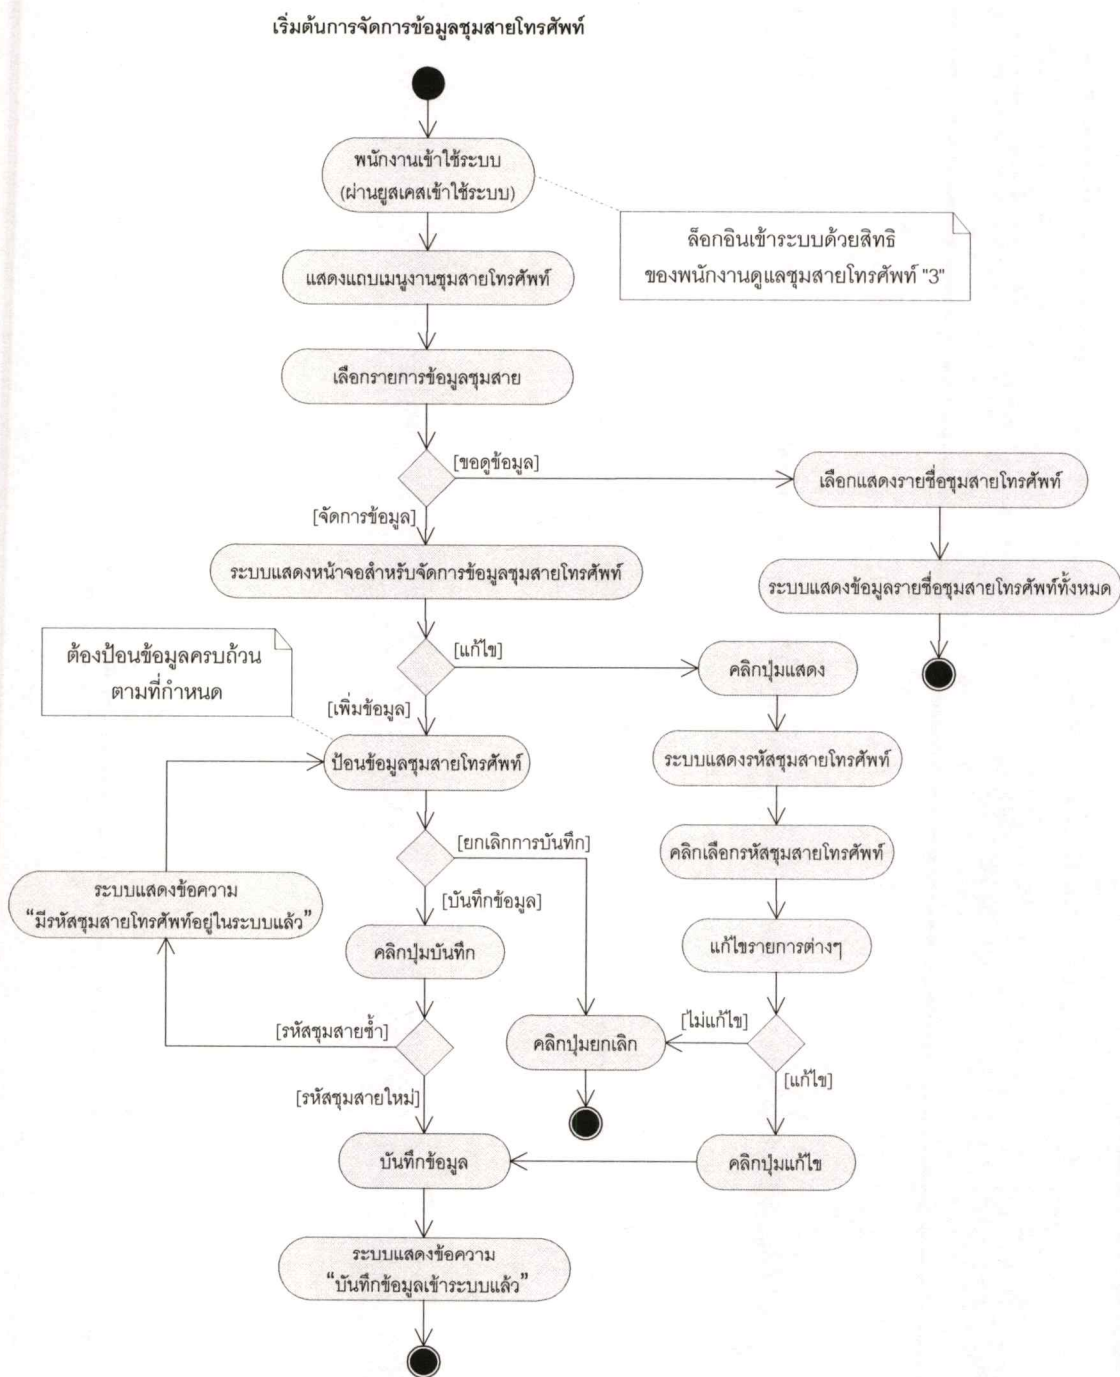 เริ่มต้นการจัดการข้อมูลชุมสายโทรศัพท์
พนักงานเข้าใช้ระบบ
(ผ่านยูสเคสเข้าใช้ระบบ)
ล็อกอินเข้าระบบด้วยสิทธิ
ของพนักงานดูแลชุมสายโทรศัพท์ "3"
แสดงแถบเมนูงานชุมสายโทรศัพท์
เลือกรายการข้อมูลชุมสาย
[ขอดูข้อมูล]
เลือกแสดงรายชื่อชุมสายโทรศัพท์
[จัดการข้อมูล]
ระบบแสดงหน้าจอสำหรับจัดการข้อมูลชุมสายโทรศัพท์
ระบบแสดงข้อมูลรายชื่อชุมสายโทรศัพท์ทั้งหมด
ต้องป้อนข้อมูลครบถ้วน
ตามที่กำหนด
[แก้ไข]
คลิกปุ่มแสดง
[เพิ่มข้อมูล]
ป้อนข้อมูลชุมสายโทรศัพท์
ระบบแสดงรหัสชุมสายโทรศัพท์
[ยกเลิกการบันทึก]
คลิกเลือกรหัสชุมสายโทรศัพท์
ระบบแสดงข้อความ
“มีรหัสชุมสายโทรศัพท์อยู่ในระบบแล้ว”
[บันทึกข้อมูล]
คลิกปุ่มบันทึก
แก้ไขรายการต่างๆ
[รหัสชุมสายซ้ำ]
คลิกปุ่มยกเลิก
[ไม่แก้ไข]
[แก้ไข]
[รหัสชุมสายใหม่]
บันทึกข้อมูล
คลิกปุ่มแก้ไข
ระบบแสดงข้อความ
“บันทึกข้อมูลเข้าระบบแล้ว”